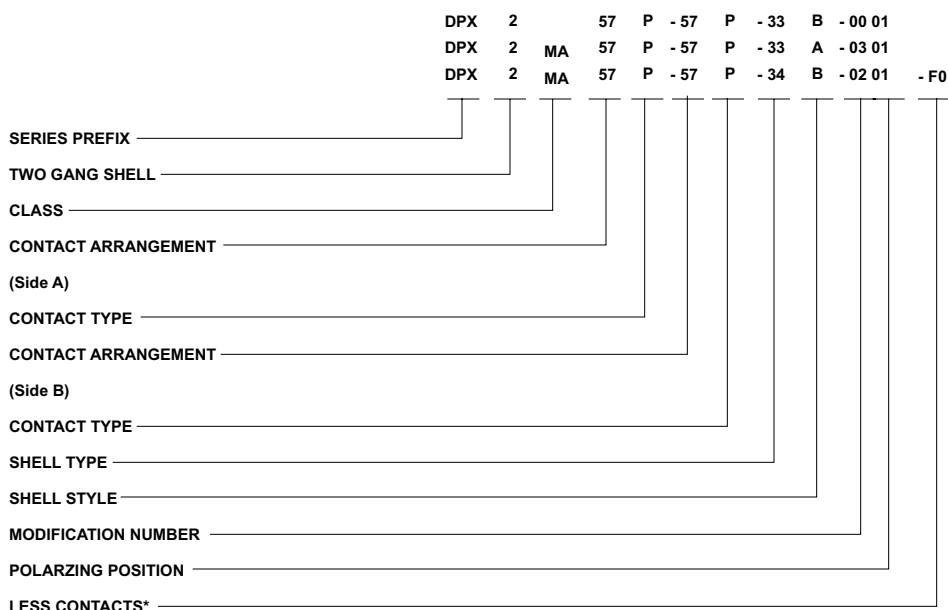 DPX 2 57 P - 57 P - 33 B - 00 01
DPX 2 MA 57 P - 57 P - 33 A - 03 01
DPX 2 MA 57 P - 57 P - 34 B - 02 01 - F0
SERIES PREFIX
TWO GANG SHELL
CLASS
CONTACT ARRANGEMENT
(Side A)
CONTACT TYPE
CONTACT ARRANGEMENT
(Side B)
CONTACT TYPE
SHELL TYPE
SHELL STYLE
MODIFICATION NUMBER
POLARZING POSITION
LESS CONTACTS*